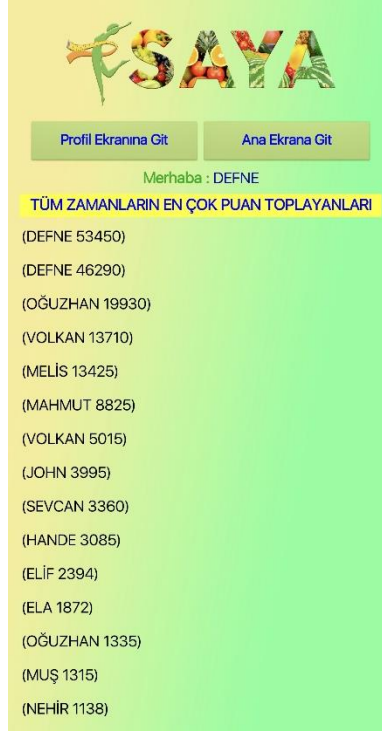 SAYA
Profil Ekranına Git Ana Ekrana Git
Merhaba : DEFNE
TÜM ZAMANLARIN EN ÇOK PUAN TOPLAYANLARI
(DEFNE 53450)
(DEFNE 46290)
(OĞUZHAN 19930)
(VOLKAN 13710)
(MELİS 13425)
(MAHMUT 8825)
(VOLKAN 5015)
(JOHN 3995)
(SEVCAN 3360)
(HANDE 3085)
(ELİF 2394)
(ELA 1872)
(OĞUZHAN 1335)
(MUŞ 1315)
(NEHİR 1138)